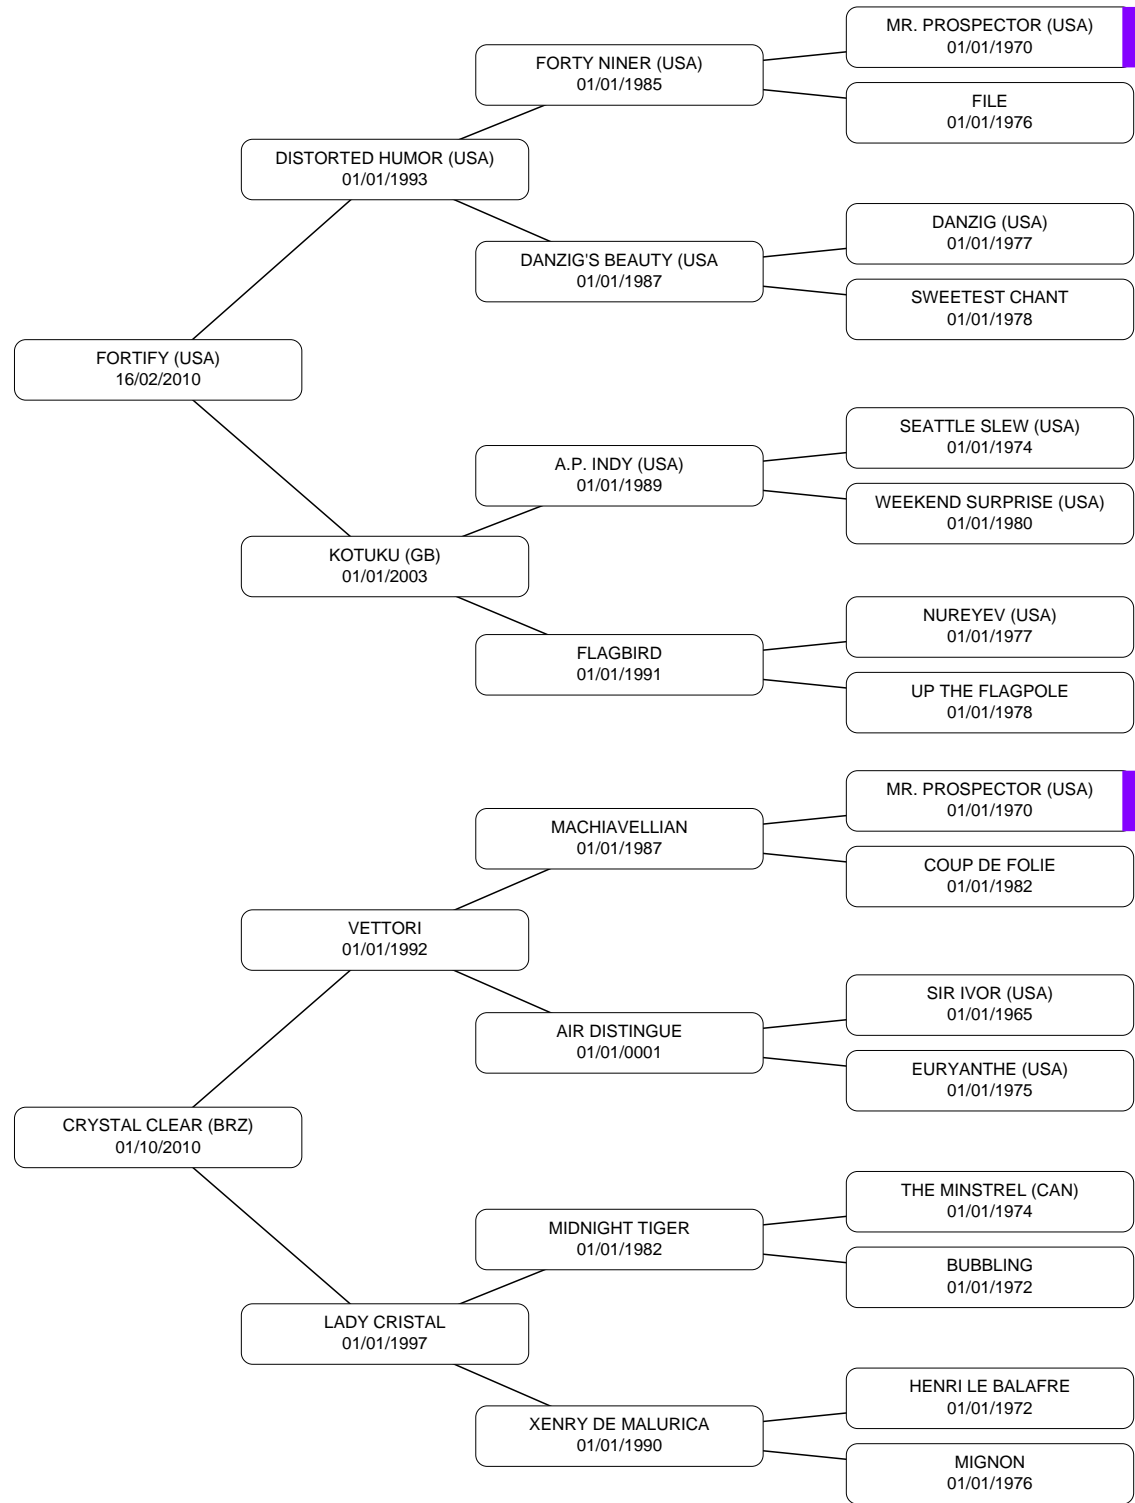 MR. PROSPECTOR (USA)
01/01/1970
FORTY NINER (USA)
01/01/1985
FILE
01/01/1976
DISTORTED HUMOR (USA)
01/01/1993
DANZIG (USA)
01/01/1977
DANZIG'S BEAUTY (USA
01/01/1987
SWEETEST CHANT
01/01/1978
FORTIFY (USA)
16/02/2010
SEATTLE SLEW (USA)
01/01/1974
A.P. INDY (USA)
01/01/1989
WEEKEND SURPRISE (USA)
01/01/1980
KOTUKU (GB)
01/01/2003
NUREYEV (USA)
01/01/1977
FLAGBIRD
01/01/1991
UP THE FLAGPOLE
01/01/1978
MR. PROSPECTOR (USA)
01/01/1970
MACHIAVELLIAN
01/01/1987
COUP DE FOLIE
01/01/1982
VETTORI
01/01/1992
SIR IVOR (USA)
01/01/1965
AIR DISTINGUE
01/01/0001
EURYANTHE (USA)
01/01/1975
CRYSTAL CLEAR (BRZ)
01/10/2010
THE MINSTREL (CAN)
01/01/1974
MIDNIGHT TIGER
01/01/1982
BUBBLING
01/01/1972
LADY CRISTAL
01/01/1997
HENRI LE BALAFRE
01/01/1972
XENRY DE MALURICA
01/01/1990
MIGNON
01/01/1976